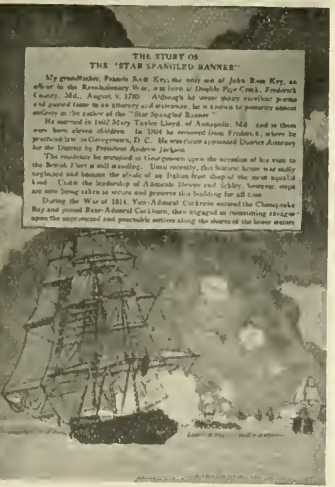 THE STORY OF
THE "STAR SPANGLED BANNER"
My grandfather, Francis Scott Key, the only son of John Ross Key, an
officer in the Revolutionary War, was born at Double Pipe Creek, Frederick
County, Md., August 9, 1780. Although he wrote many excellent poems
and gained fame as an attorney and statesman, he is known to posterity almost
entirely as the author of the "Star Spangled Banner."
He married in 1802 Mary Tayloe Lloyd, of Annapolis, Md. and to them
were born eleven children. In 1804 he removed from Frederick, where he
practiced law to Georgetown, D. C. He was thrice appointed District Attorney
for the District by President Andrew Jackson.
The residence he occupied in Georgetown upon the occasion of his visit to
the British Fleet is still standing. Until recently, this historic house was sadly
neglected and became the abode of an Italian fruit shop of the most squalid
kind. Under the leadership of Admirals Dewey and Schley, however, steps
are now being taken to secure and preserve this building for all time.
During the War of 1814, Vice-Admiral Cochrane entered the Chesapeake
Bay and joined Rear-Admiral Cockburn, then engaged in committing ravages
upon the unprotected and peaceable settlers along the shores of the lower waters